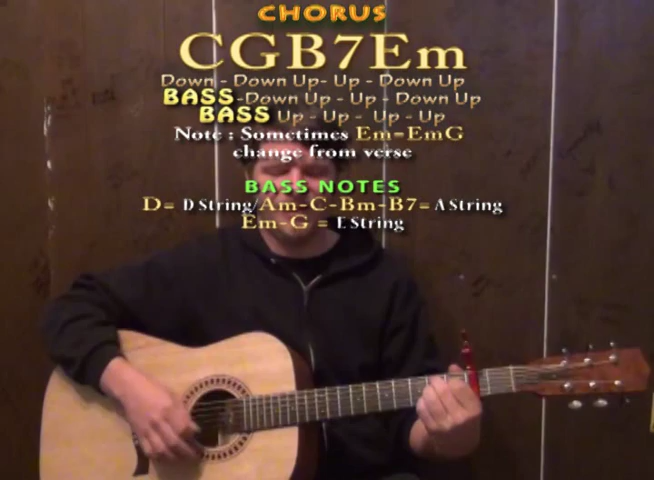 CHORUS
CGB7Em
Down - Down Up- Up - Down Up
BASS-Down Up - Up - Down Up
BASS Up - Up - Up - Up
Note : Sometimes Em=EmG
change from verse
BASS NOTES
D= D String/Am-C-Bm-B7= A String
Em-G = E String